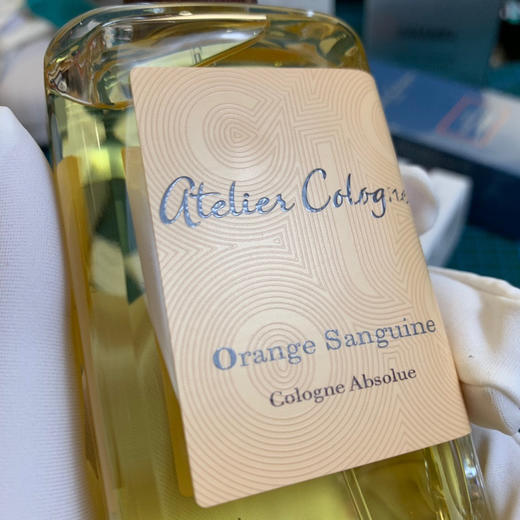 Atelier Cologne
Orange Sanguine
Cologne Absolue